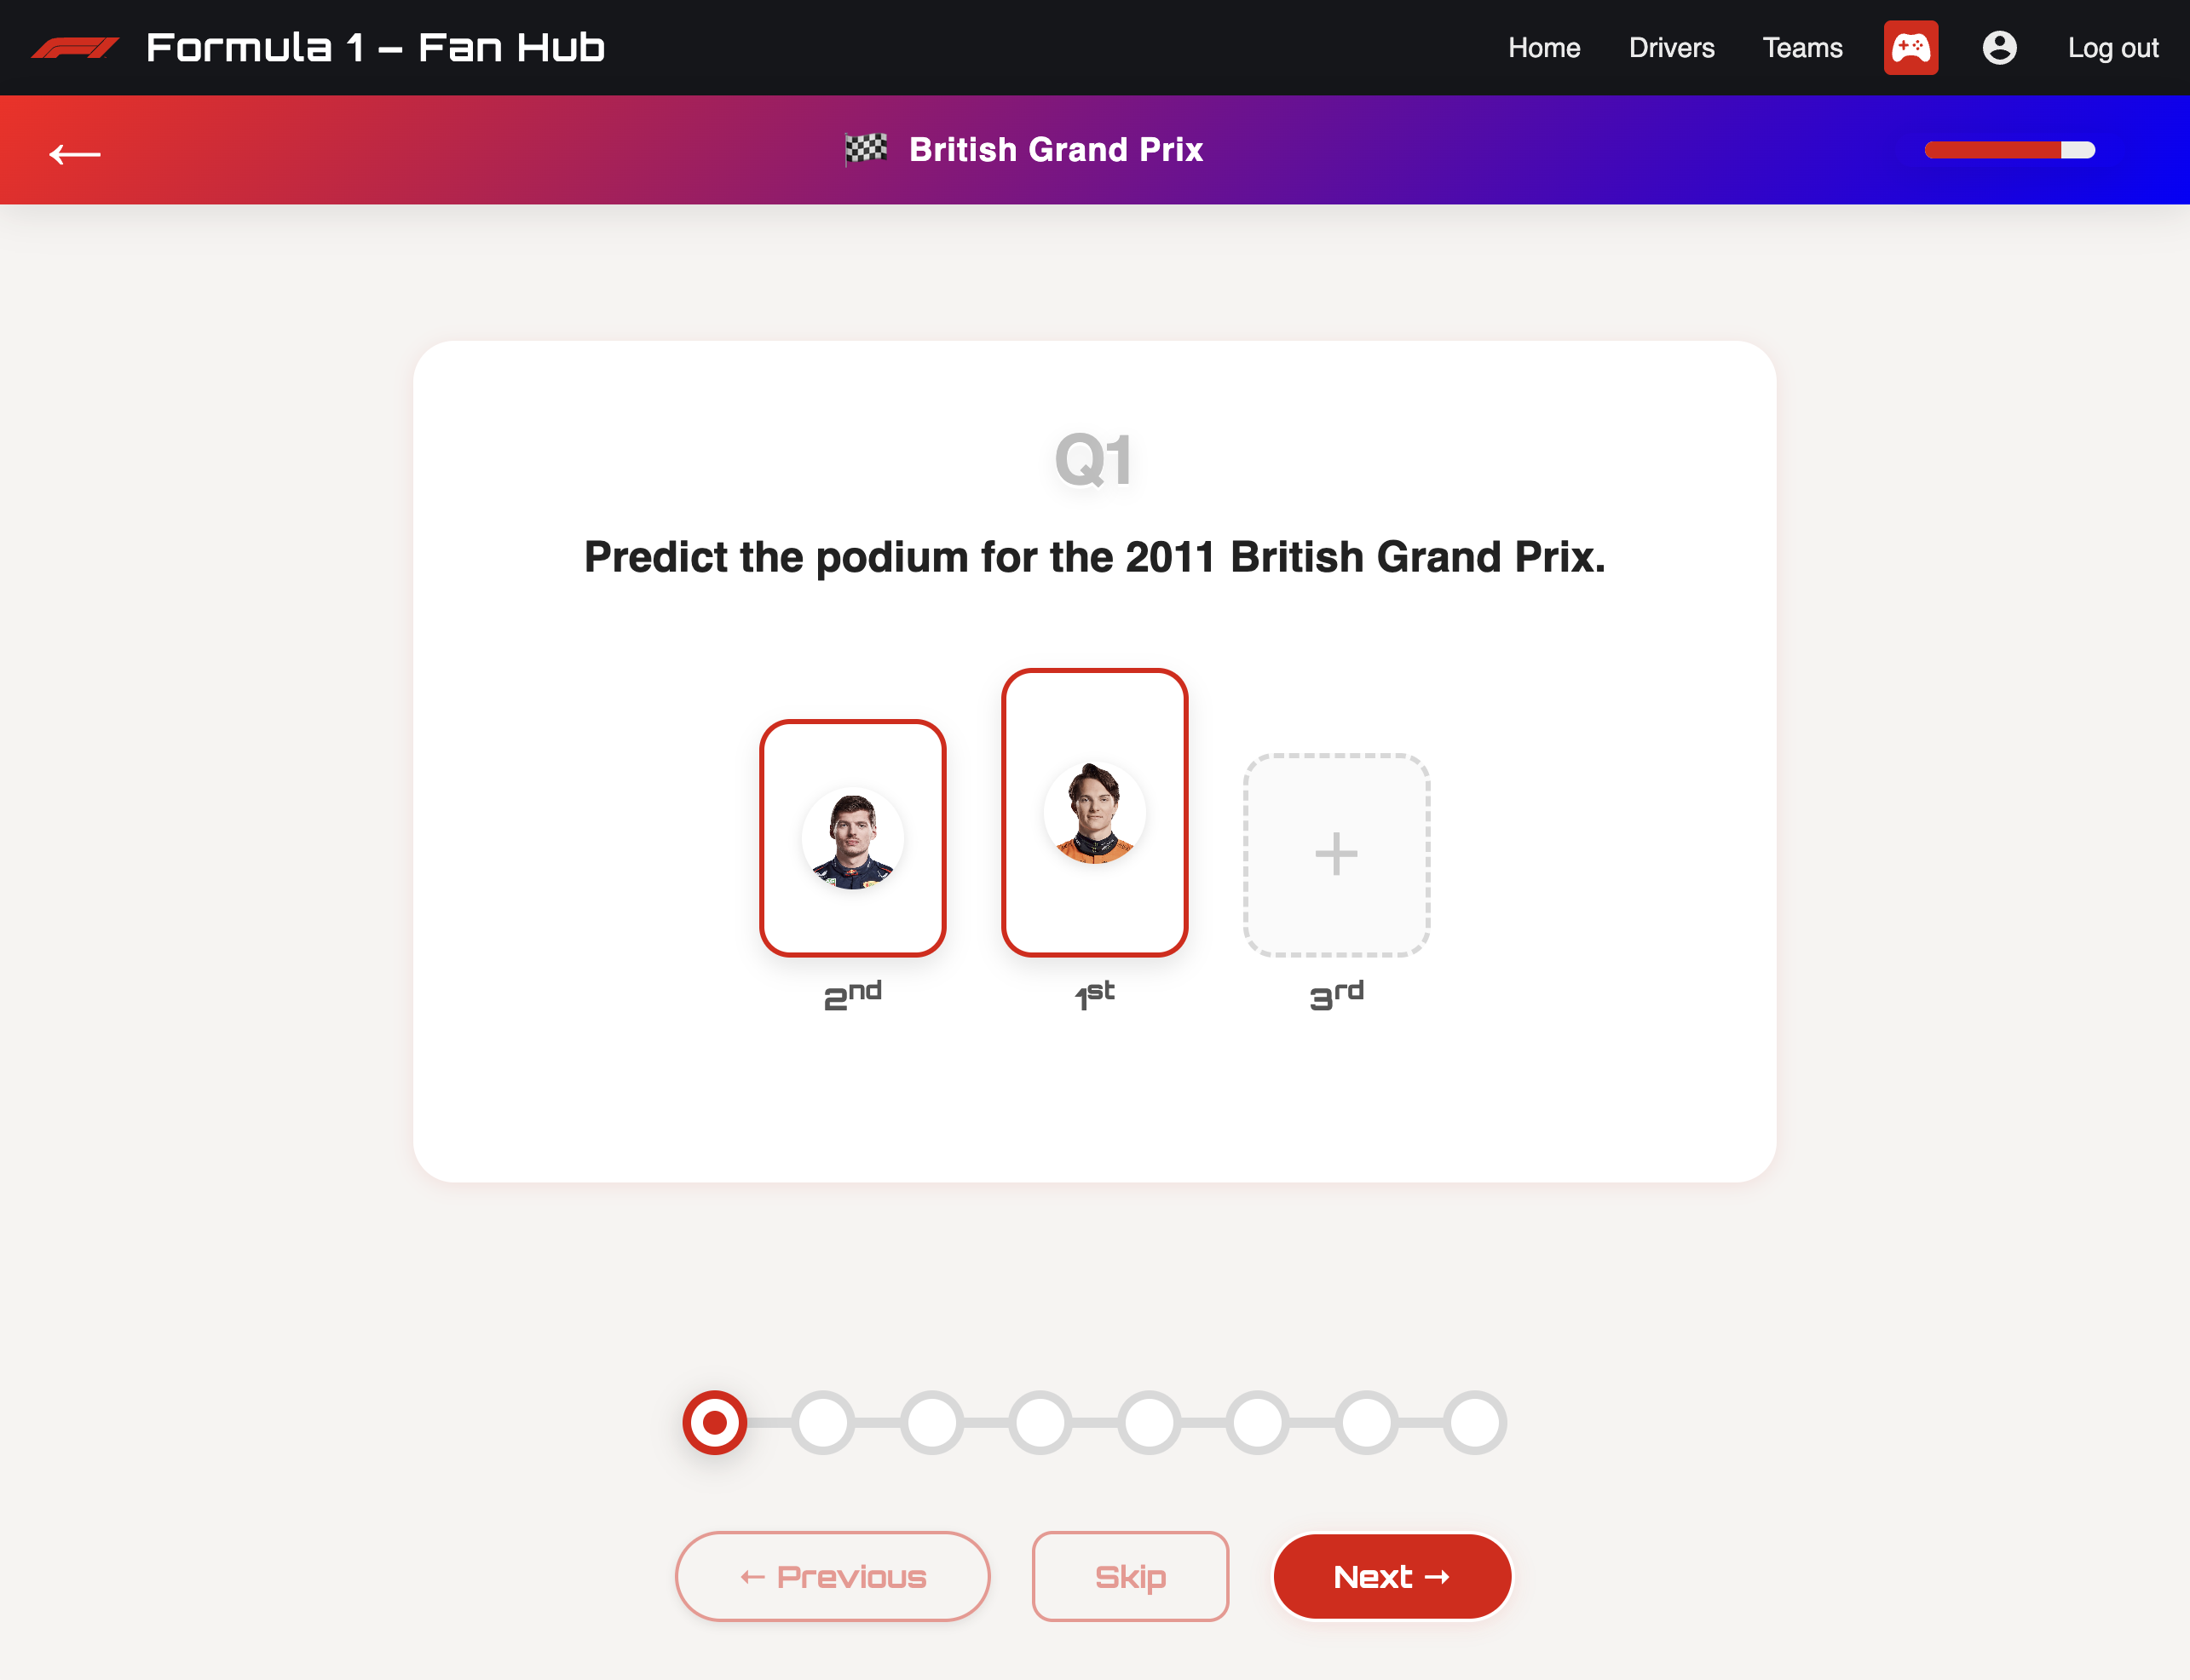 Formula 1 – Fan Hub
Home
Drivers
Teams
Log out
← 🏁 British Grand Prix
Q1
Predict the podium for the 2011 British Grand Prix.
+
2nd
1st
3rd
← Previous
Skip
Next →